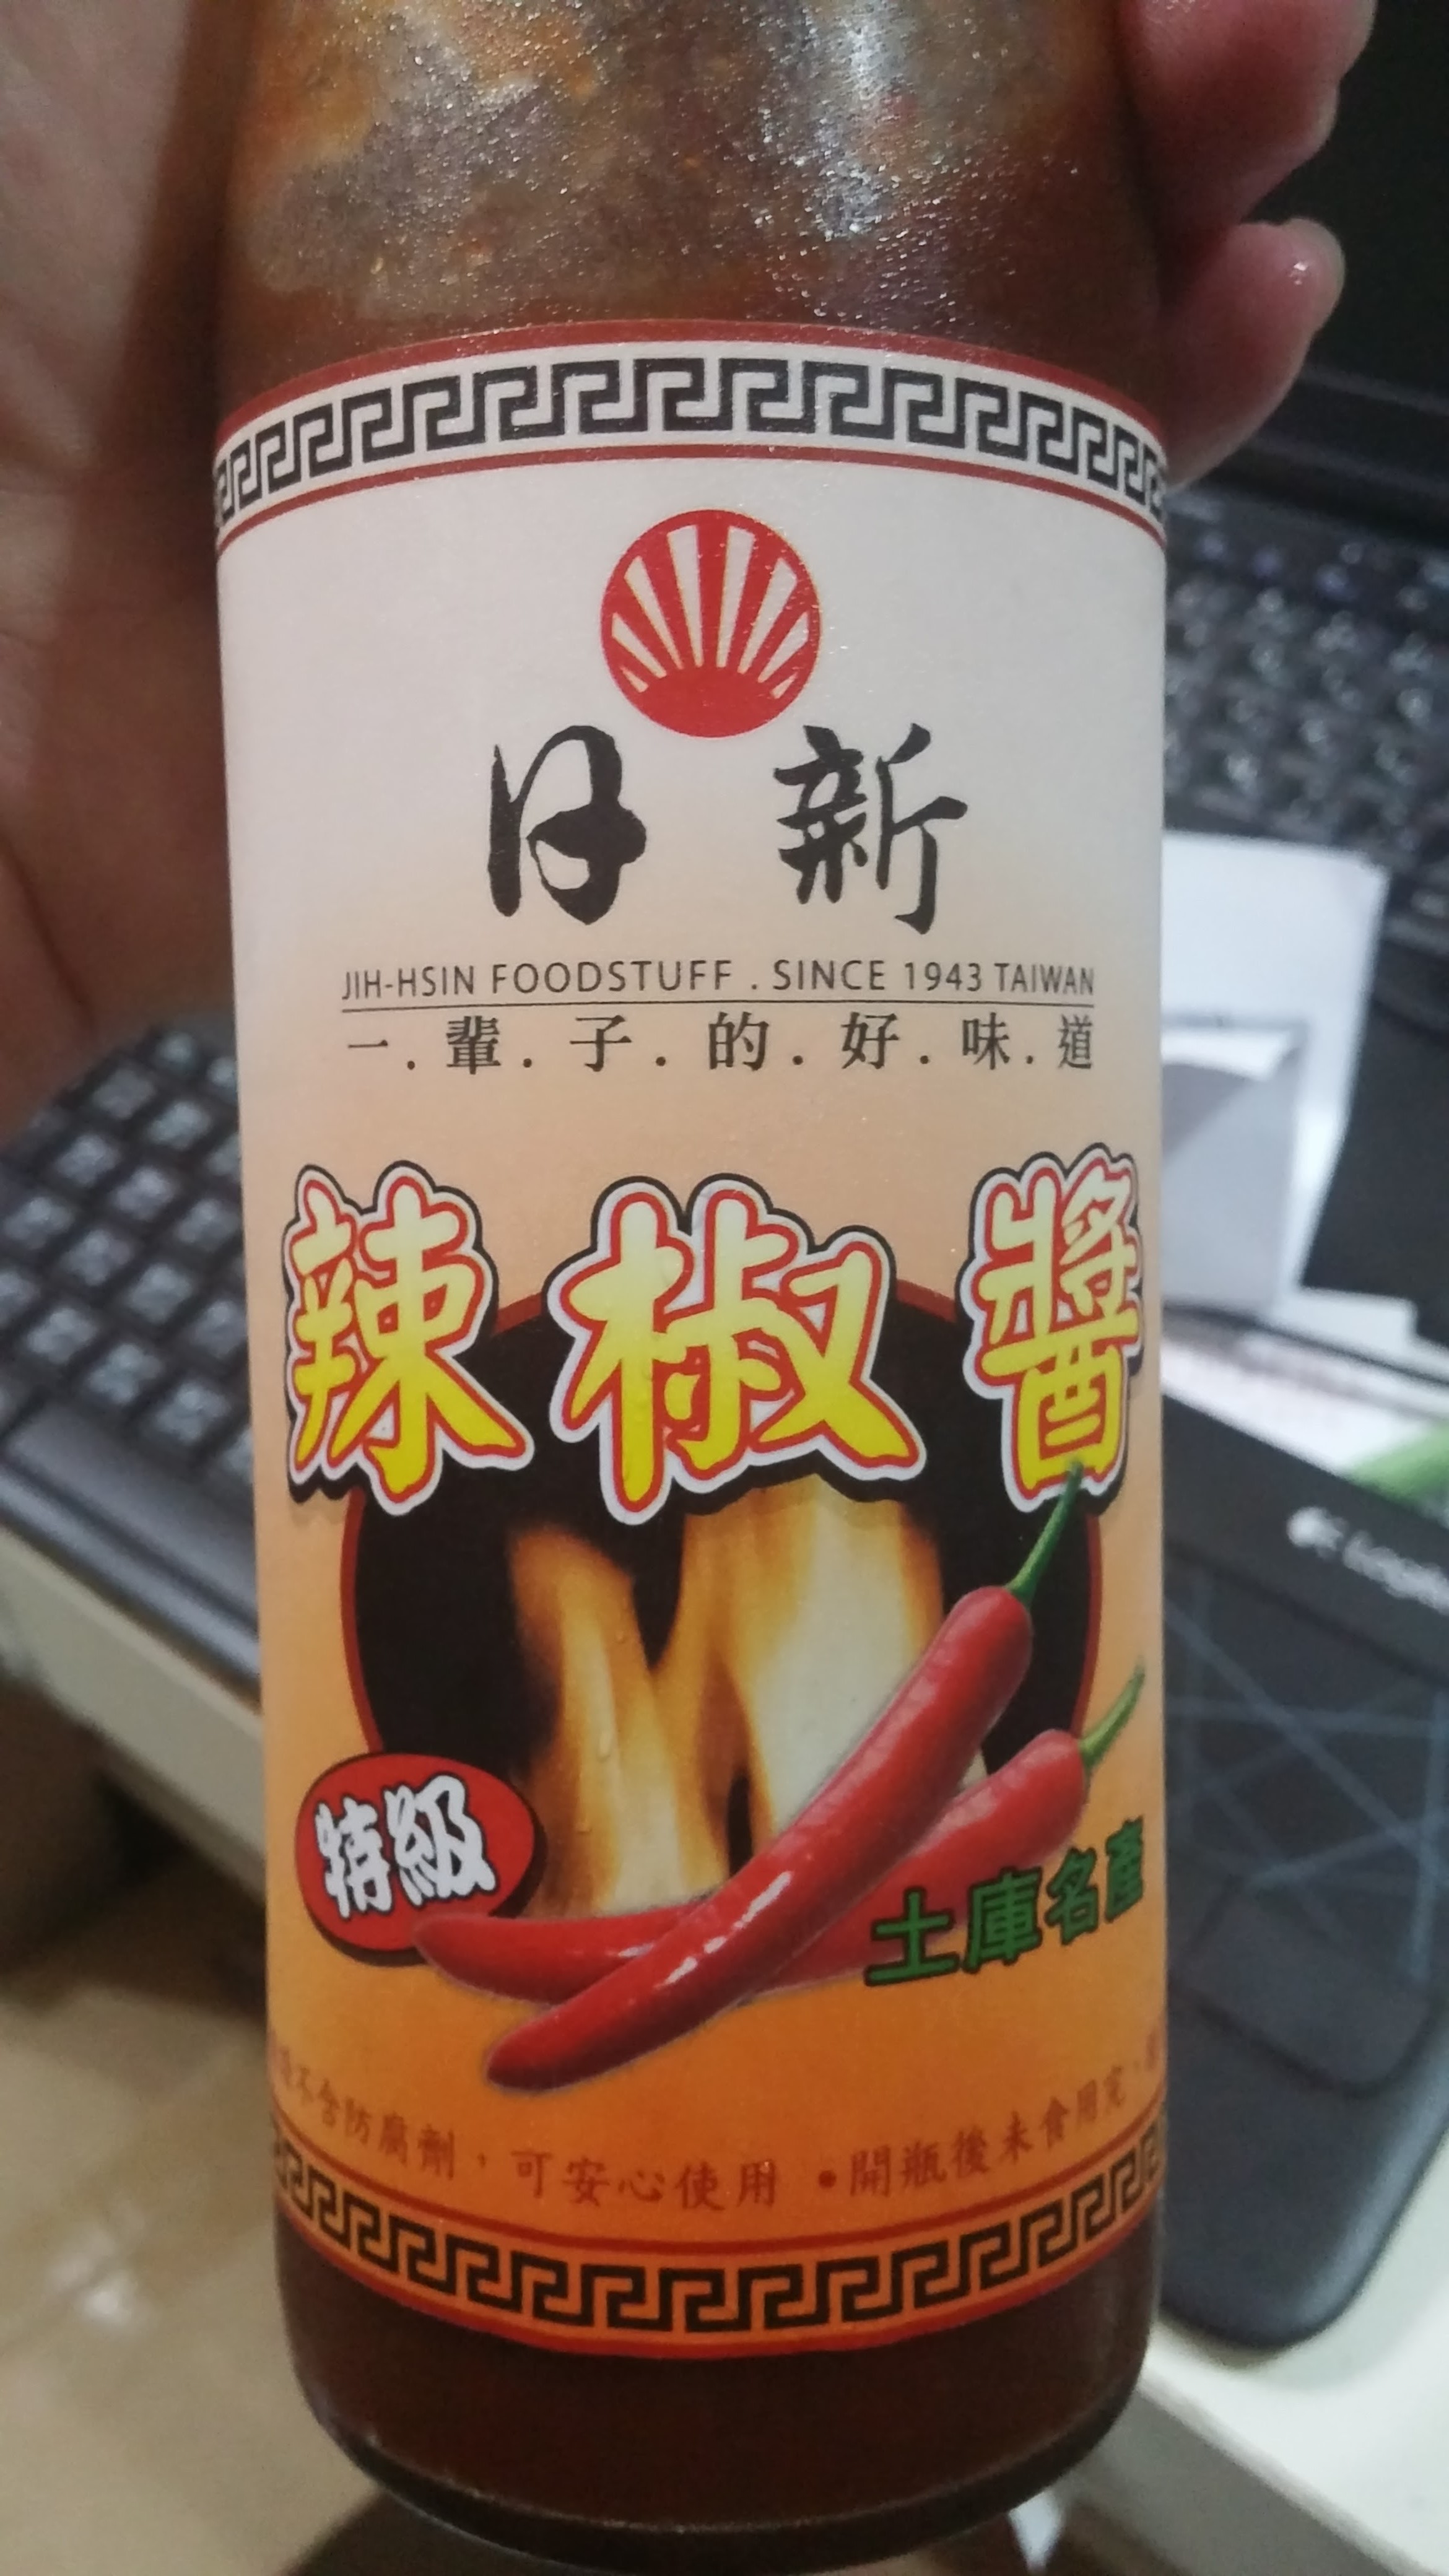 日新
JIH-HSIN FOODSTUFF . SINCE 1943 TAIWAN
一.輩.子.的.好.味.道
辣椒醬
特級
土庫名產
不含防腐劑，可安心使用 •開瓶後未食用完